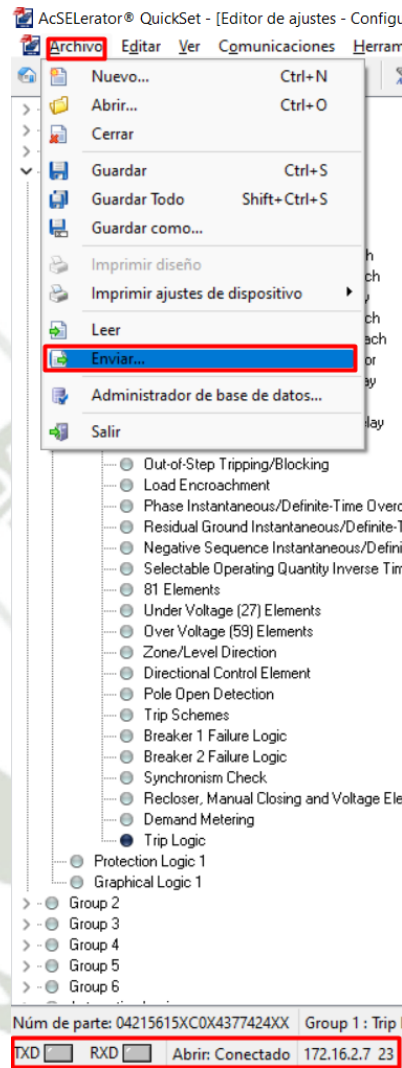 AcSELerator® QuickSet - [Editor de ajustes - Configu
Archivo Editar Ver Comunicaciones Herram
Nuevo... Ctrl+N
Abrir... Ctrl+O
Cerrar
Guardar Ctrl+S
Guardar Todo Shift+Ctrl+S
Guardar como...
Imprimir diseño
h
ch
Imprimir ajustes de dispositivo
ch
Leer
ach
Enviar...
or
Administrador de base de datos...
ay
Salir
lay
Out-of-Step Tripping/Blocking
Load Encroachment
Phase Instantaneous/Definite-Time Overc
Residual Ground Instantaneous/Definite-T
Negative Sequence Instantaneous/Defini
Selectable Operating Quantity Inverse Tim
81 Elements
Under Voltage (27) Elements
Over Voltage (59) Elements
Zone/Level Direction
Directional Control Element
Pole Open Detection
Trip Schemes
Breaker 1 Failure Logic
Breaker 2 Failure Logic
Synchronism Check
Recloser, Manual Closing and Voltage Ele
Demand Metering
Trip Logic
Protection Logic 1
Graphical Logic 1
Group 2
Group 3
Group 4
Group 5
Group 6
Núm de parte: 04215615XC0X4377424XX Group 1 : Trip
TXD RXD Abrir: Conectado 172.16.2.7 23